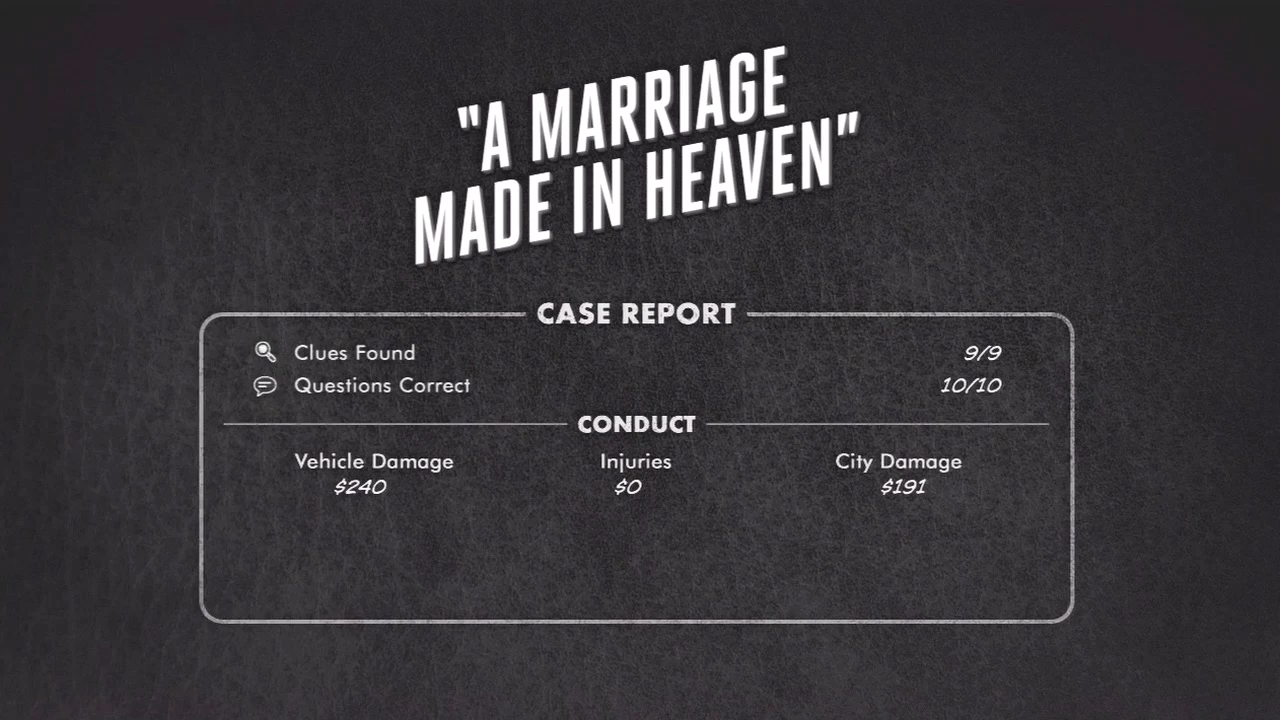 "A MARRIAGE
MADE IN HEAVEN"
CASE REPORT
Clues Found 9/9
Questions Correct 10/10
CONDUCT
Vehicle Damage Injuries City Damage
$240 $0 $191